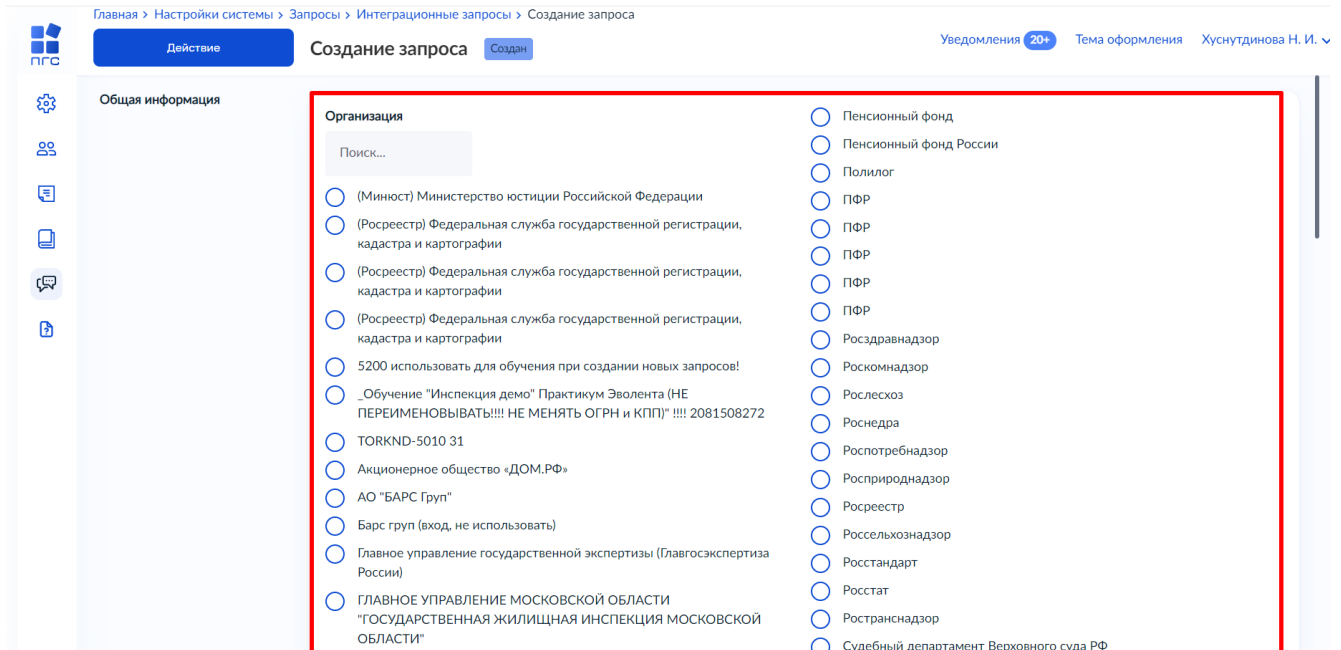 Главная > Настройки системы > Запросы > Интеграционные запросы > Создание запроса
ПГС
Действие
Создание запроса
Создан
Уведомления 20+
Тема оформления
Хуснутдинова Н. И.
Общая информация
Организация
Поиск...
(Минюст) Министерство юстиции Российской Федерации
(Росреестр) Федеральная служба государственной регистрации,
кадастра и картографии
(Росреестр) Федеральная служба государственной регистрации,
кадастра и картографии
(Росреестр) Федеральная служба государственной регистрации,
кадастра и картографии
5200 использовать для обучения при создании новых запросов!
_Обучение "Инспекция демо" Практикум Эволента (НЕ
ПЕРЕИМЕНОВЫВАТЬ!!!! НЕ МЕНЯТЬ ОГРН и КПП)" !!!! 2081508272
TORKND-5010 31
Акционерное общество «ДОМ.РФ»
АО "БАРС Груп"
Барс груп (вход, не использовать)
Главное управление государственной экспертизы (Главгосэкспертиза
России)
ГЛАВНОЕ УПРАВЛЕНИЕ МОСКОВСКОЙ ОБЛАСТИ
"ГОСУДАРСТВЕННАЯ ЖИЛИЩНАЯ ИНСПЕКЦИЯ МОСКОВСКОЙ
ОБЛАСТИ"
Пенсионный фонд
Пенсионный фонд России
Полилог
ПФР
ПФР
ПФР
ПФР
ПФР
Росздравнадзор
Роскомнадзор
Рослесхоз
Роснедра
Роспотребнадзор
Росприроднадзор
Росреестр
Россельхознадзор
Росстандарт
Росстат
Ространснадзор
Судебный департамент Верховного суда РФ